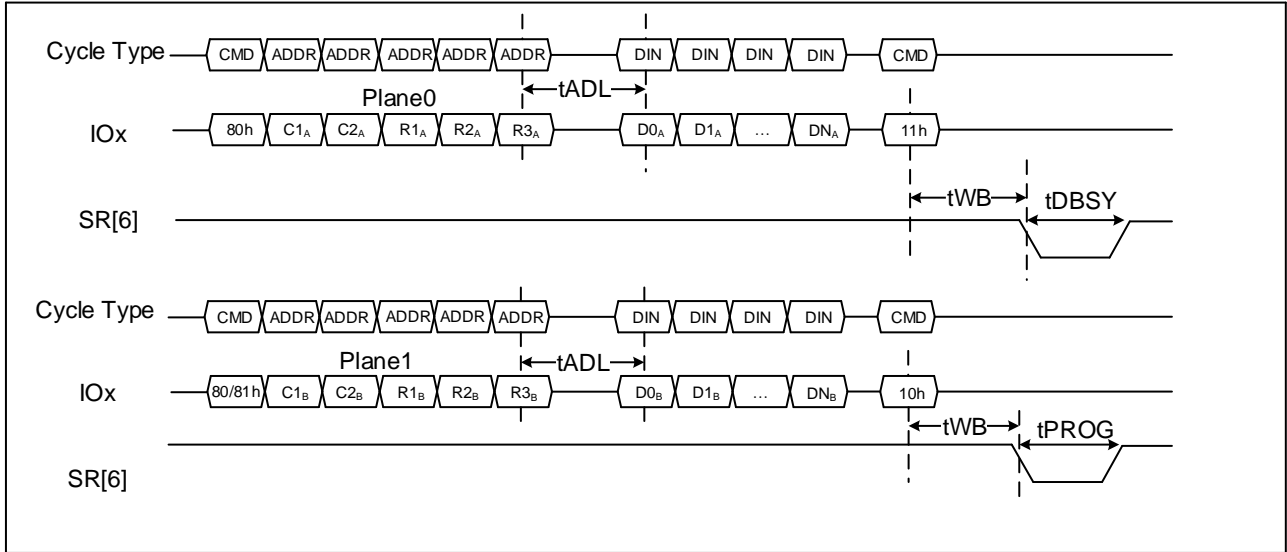 Cycle Type CMD ADDR ADDR ADDR ADDR ADDR DIN DIN DIN DIN CMD
tADL
Plane0
IOx 80h C1A C2A R1A R2A R3A D0A D1A … DNA 11h
tWB tDBSY
SR[6]
Cycle Type CMD ADDR ADDR ADDR ADDR ADDR DIN DIN DIN DIN CMD
Plane1 tADL
IOx 80/81h C1B C2B R1B R2B R3B D0B D1B … DNB 10h
tWB tPROG
SR[6]